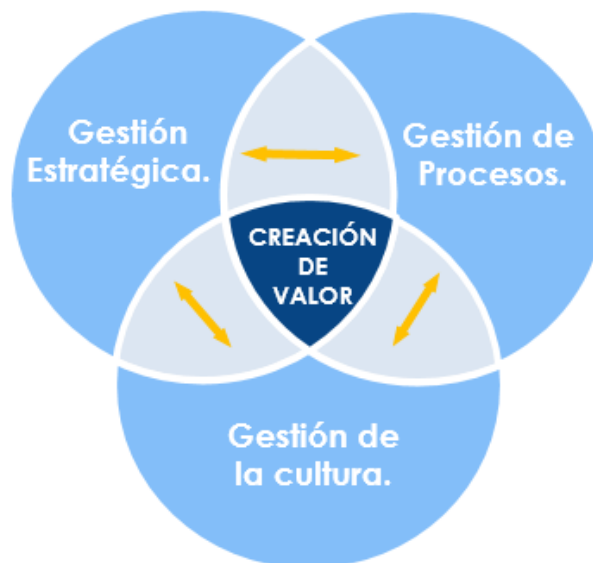 Gestión
Estratégica.
Gestión de
Procesos.
CREACIÓN
DE
VALOR
Gestión de
la cultura.